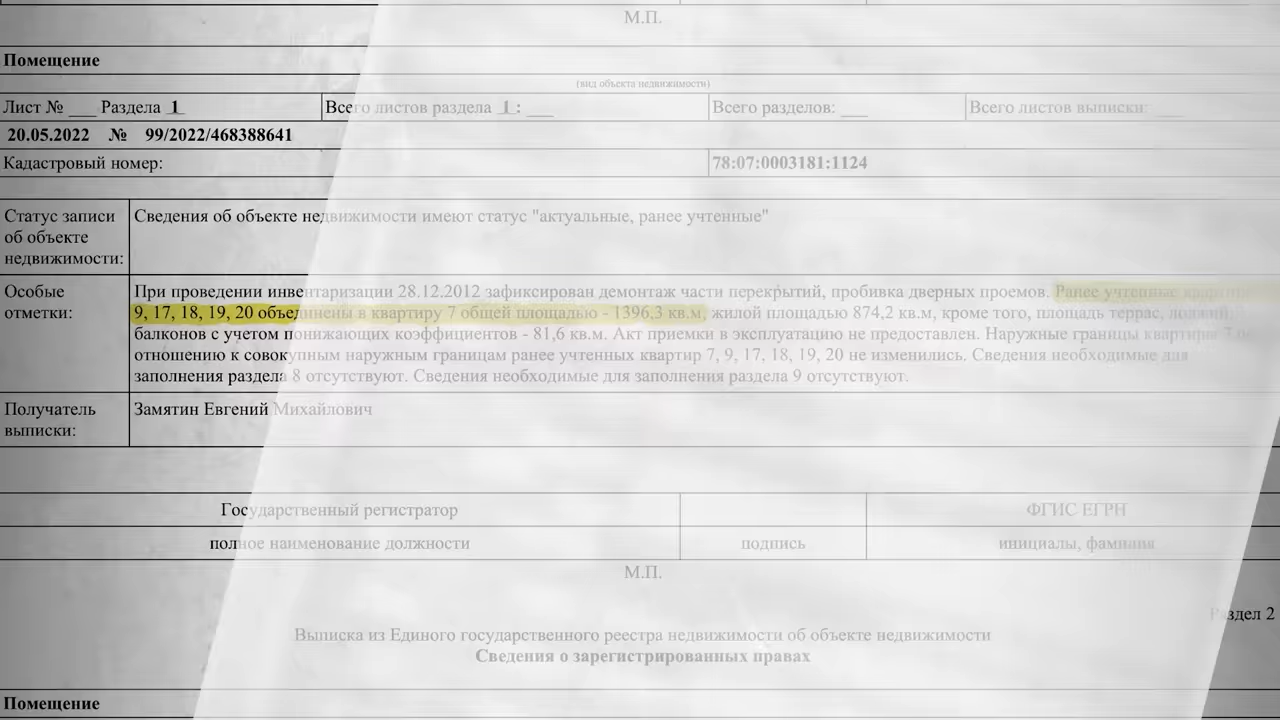 М.П.
Помещение
(вид объекта недвижимости)
Лист № ___ Раздела 1 Всего листов раздела 1 : ___ Всего разделов: ___ Всего листов выписки: ___
20.05.2022 № 99/2022/468388641
Кадастровый номер: 78:07:0003181:1124
Статус записи об объекте недвижимости: Сведения об объекте недвижимости имеют статус "актуальные, ранее учтенные"
Особые отметки: При проведении инвентаризации 28.12.2012 зафиксирован демонтаж части перекрытий, пробивка дверных проемов. Ранее учтенные
9, 17, 18, 19, 20 объединены в квартиру 7 общей площадью - 1396,3 кв.м, жилой площадью 874,2 кв.м, кроме того, площадь террас, лоджий,
балконов с учетом понижающих коэффициентов - 81,6 кв.м. Акт приемки в эксплуатацию не предоставлен. Наружные границы квартиры 7
отношению к совокупным наружным границам ранее учтенных квартир 7, 9, 17, 18, 19, 20 не изменились. Сведения необходимые для
заполнения раздела 8 отсутствуют. Сведения необходимые для заполнения раздела 9 отсутствуют.
Получатель выписки: Замятин Евгений Михайлович
Государственный регистратор ФГИС ЕГРН
полное наименование должности подпись инициалы, фамилия
М.П.
Раздел 2
Выписка из Единого государственного реестра недвижимости об объекте недвижимости
Сведения о зарегистрированных правах
Помещение